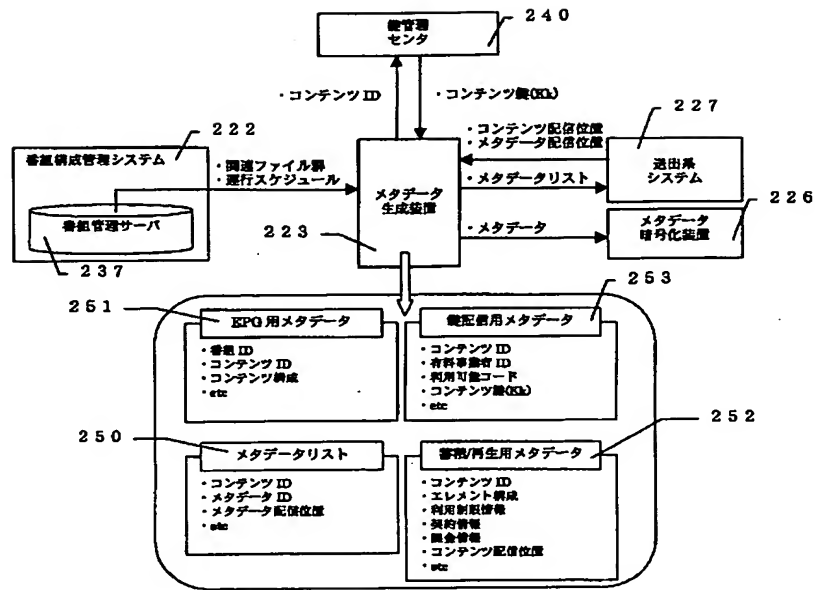 240
鍵管理
センタ
・コンテンツID
・コンテンツ鍵(Kk)
222
番組構成管理システム
番組管理サーバ
237
・関連ファイル群
・運行スケジュール
メタデータ
生成装置
223
・コンテンツ配信位置
・メタデータ配信位置
・メタデータリスト
・メタデータ
227
送出系
システム
226
メタデータ
暗号化装置
251
EPG用メタデータ
・番組ID
・コンテンツID
・コンテンツ構成
・etc
253
鍵配信用メタデータ
・コンテンツID
・有料事業者ID
・利用可能コード
・コンテンツ鍵(Kk)
・etc
250
メタデータリスト
・コンテンツID
・メタデータID
・メタデータ配信位置
・etc
252
蓄積/再生用メタデータ
・コンテンツID
・エレメント構成
・利用制限情報
・契約情報
・課金情報
・コンテンツ配信位置
・etc